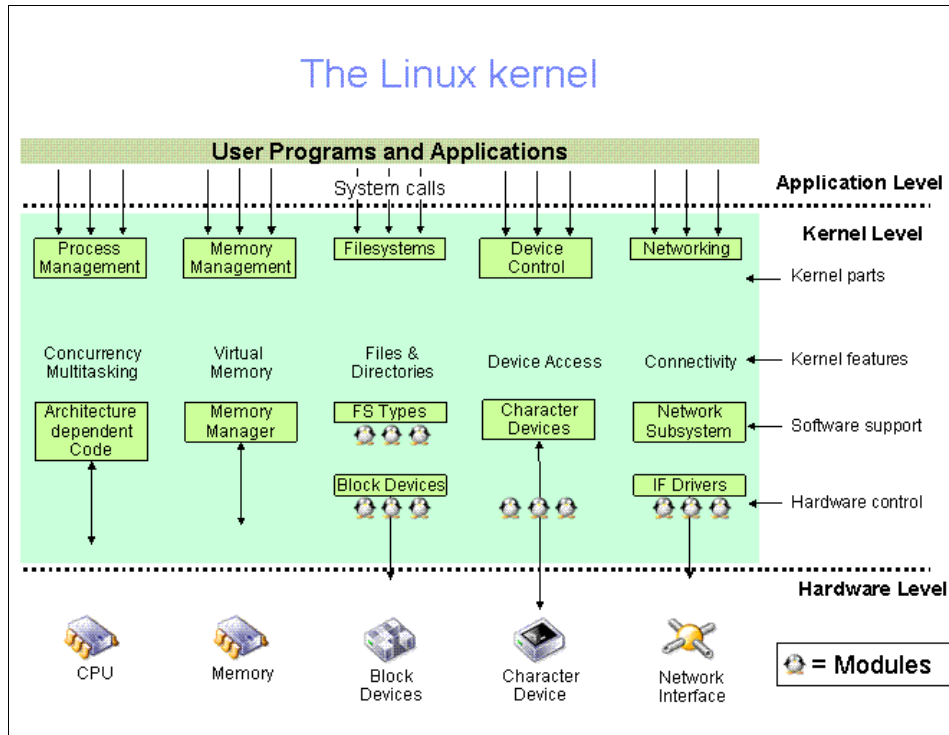 The Linux kernel
User Programs and Applications
System calls
Application Level
Kernel Level
Process
Management
Memory
Management
Filesystems
Device
Control
Networking
Kernel parts
Concurrency
Multitasking
Virtual
Memory
Files &
Directories
Device Access
Connectivity
Kernel features
Architecture
dependent
Code
Memory
Manager
FS Types
Character
Devices
Network
Subsystem
Software support
Block Devices
IF Drivers
Hardware control
Hardware Level
CPU
Memory
Block
Devices
Character
Device
Network
Interface
= Modules